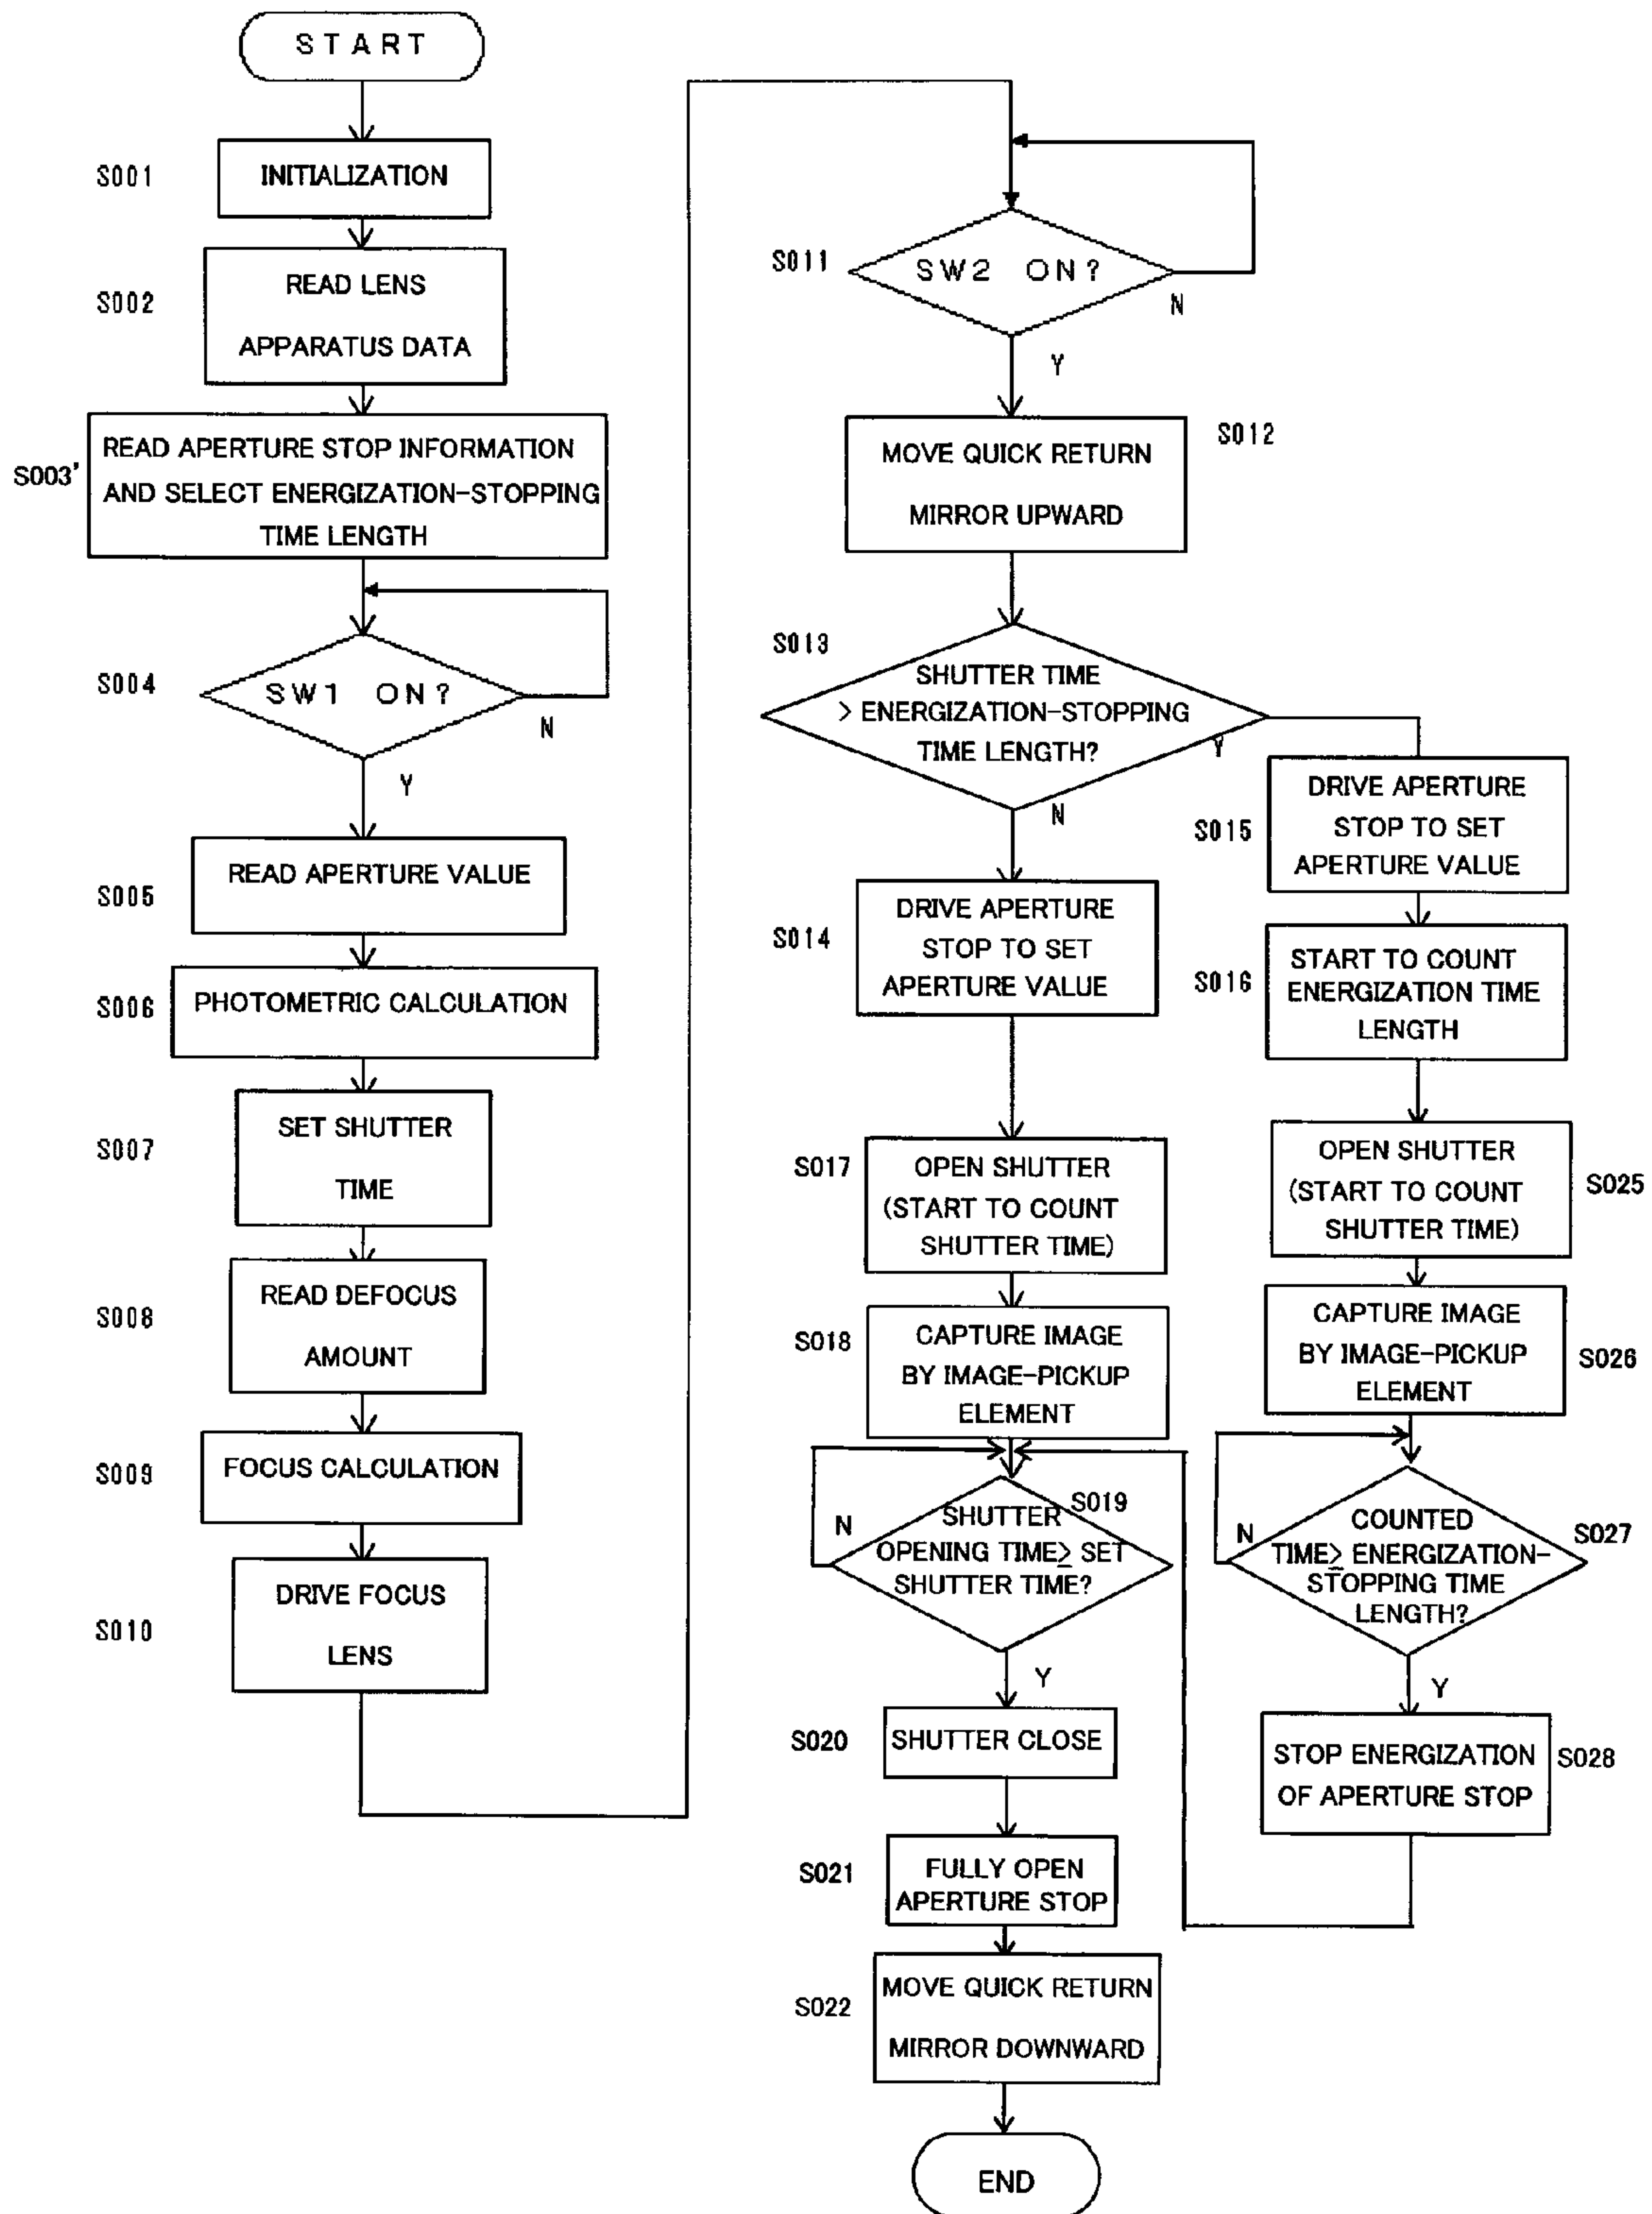 START
S001
INITIALIZATION
S002
READ LENS
APPARATUS DATA
S003'
READ APERTURE STOP INFORMATION
AND SELECT ENERGIZATION-STOPPING
TIME LENGTH
S004
SW1 ON?
N
Y
S005
READ APERTURE VALUE
S006
PHOTOMETRIC CALCULATION
S007
SET SHUTTER
TIME
S008
READ DEFOCUS
AMOUNT
S009
FOCUS CALCULATION
S010
DRIVE FOCUS
LENS
S011
SW2 ON?
N
Y
S012
MOVE QUICK RETURN
MIRROR UPWARD
S013
SHUTTER TIME
> ENERGIZATION-STOPPING
TIME LENGTH?
Y
N
S014
DRIVE APERTURE
STOP TO SET
APERTURE VALUE
S015
DRIVE APERTURE
STOP TO SET
APERTURE VALUE
S016
START TO COUNT
ENERGIZATION TIME
LENGTH
S017
OPEN SHUTTER
(START TO COUNT
SHUTTER TIME)
S025
OPEN SHUTTER
(START TO COUNT
SHUTTER TIME)
S018
CAPTURE IMAGE
BY IMAGE-PICKUP
ELEMENT
S026
CAPTURE IMAGE
BY IMAGE-PICKUP
ELEMENT
S019
SHUTTER
OPENING TIME≥ SET
SHUTTER TIME?
N
Y
S027
COUNTED
TIME≥ ENERGIZATION-
STOPPING TIME
LENGTH?
N
Y
S028
STOP ENERGIZATION
OF APERTURE STOP
S020
SHUTTER CLOSE
S021
FULLY OPEN
APERTURE STOP
S022
MOVE QUICK RETURN
MIRROR DOWNWARD
END